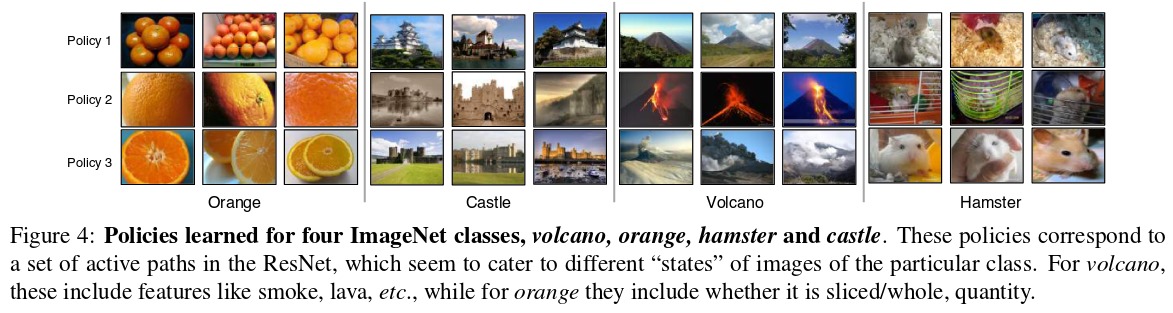 Policy 1
Policy 2
Policy 3
Orange
Castle
Volcano
Hamster
Figure 4: Policies learned for four ImageNet classes, volcano, orange, hamster and castle. These policies correspond to
a set of active paths in the ResNet, which seem to cater to different “states” of images of the particular class. For volcano,
these include features like smoke, lava, etc., while for orange they include whether it is sliced/whole, quantity.